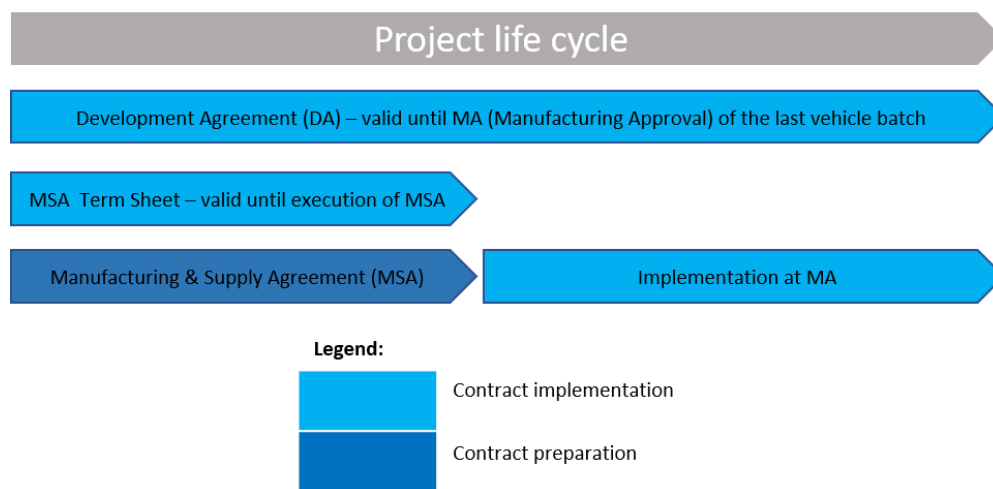 Project life cycle
Development Agreement (DA) – valid until MA (Manufacturing Approval) of the last vehicle batch
MSA  Term Sheet – valid until execution of MSA
Manufacturing & Supply Agreement (MSA)
Implementation at MA
Legend:
Contract implementation
Contract preparation